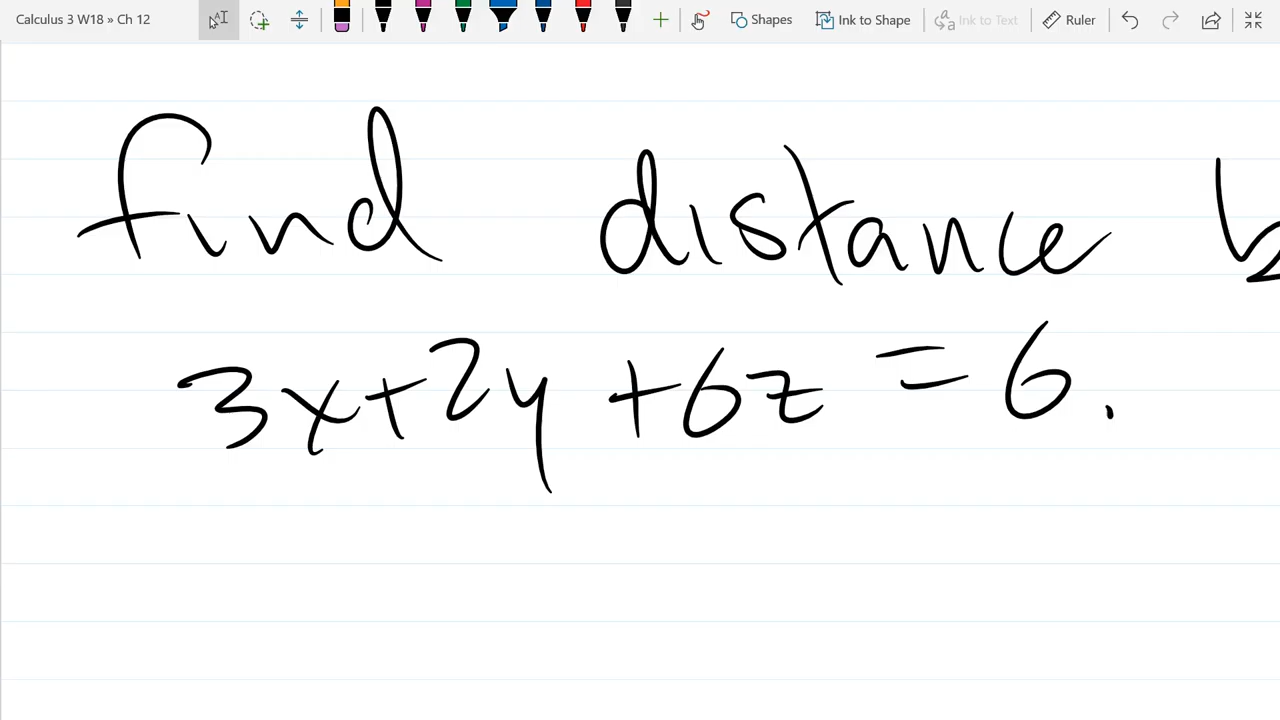 Calculus 3 W18 » Ch 12
Shapes
Ink to Shape
Ink to Text
Ruler
find distance
3x+2y+6z = 6.